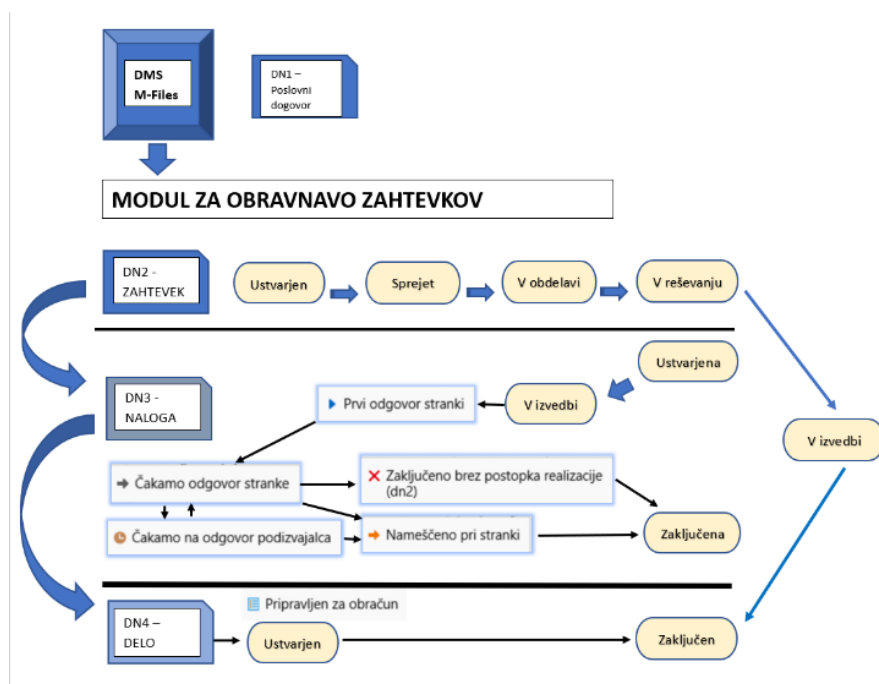 DMS
M-Files
DN1 –
Poslovni
dogovor
MODUL ZA OBRAVNAVO ZAHTEVKOV
DN2 -
ZAHTEVEK
Ustvarjen
Sprejet
V obdelavi
V reševanju
Ustvarjena
DN3 -
NALOGA
Prvi odgovor stranki
V izvedbi
V izvedbi
Čakamo odgovor stranke
Zaključeno brez postopka realizacije
(dn2)
Čakamo na odgovor podizvajalca
Nameščeno pri stranki
Zaključena
Pripravljen za obračun
DN4 –
DELO
Ustvarjen
Zaključen